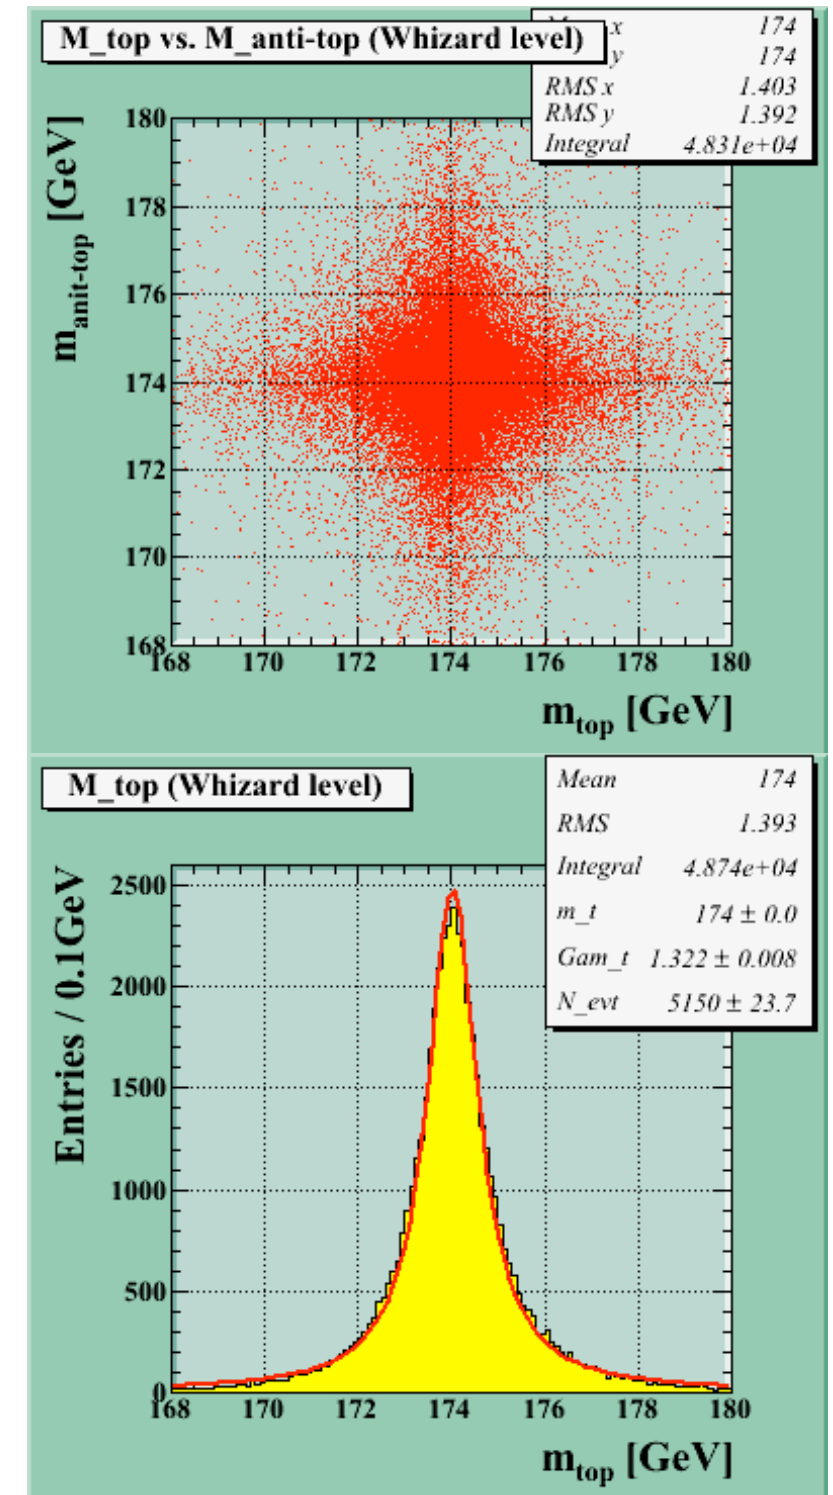 M_top vs. M_anti-top (Whizard level)
x 174
y 174
RMS x 1.403
RMS y 1.392
Integral 4.831e+04
m_anit-top [GeV]
180
178
176
174
172
170
168
168 170 172 174 176 178 180
m_top [GeV]
M_top (Whizard level)
Mean 174
RMS 1.393
Integral 4.874e+04
m_t 174 ± 0.0
Gam_t 1.322 ± 0.008
N_evt 5150 ± 23.7
Entries / 0.1GeV
2500
2000
1500
1000
500
0
168 170 172 174 176 178 180
m_top [GeV]